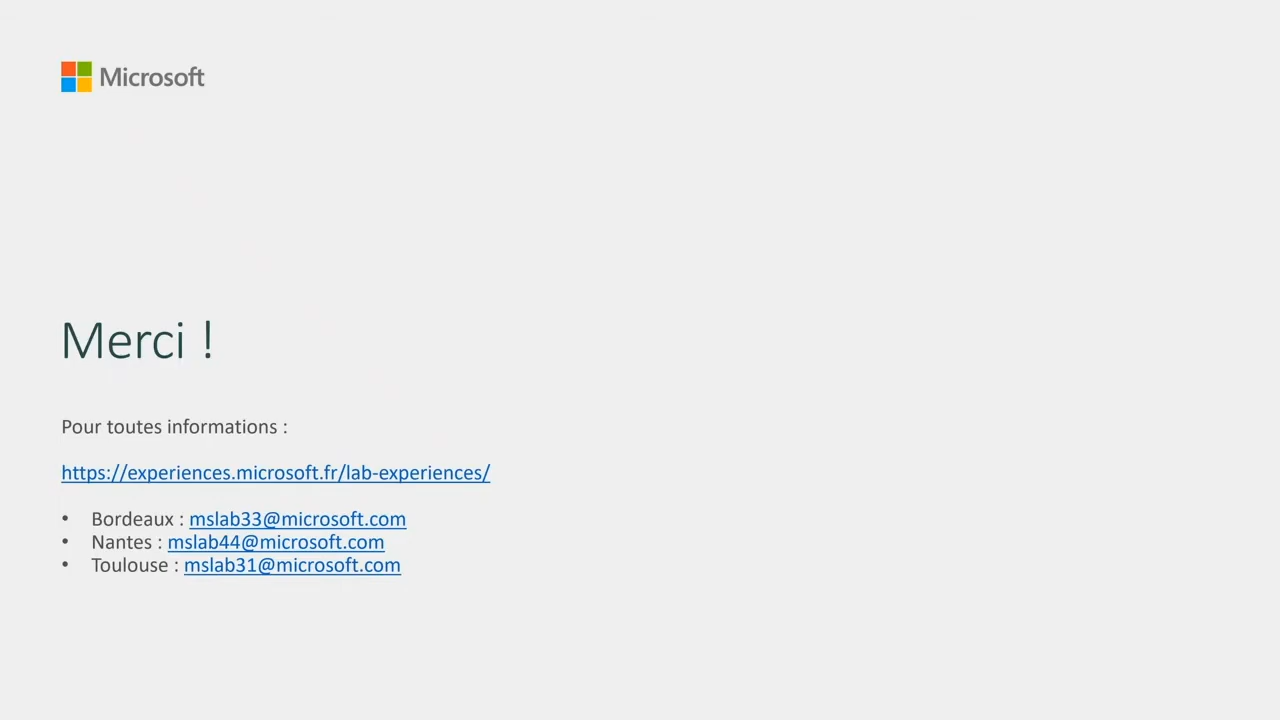 Microsoft
Merci !
Pour toutes informations :
https://experiences.microsoft.fr/lab-experiences/
• Bordeaux : mslab33@microsoft.com
• Nantes : mslab44@microsoft.com
• Toulouse : mslab31@microsoft.com